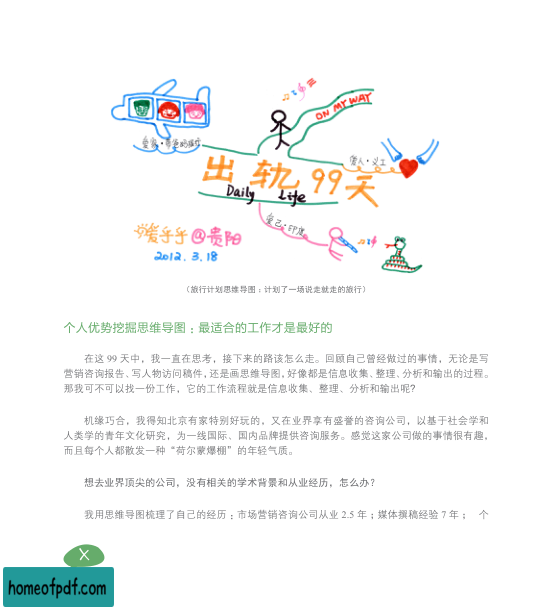 ON MY WAY
爱家·奇程的旅行
情人·义工
出轨99天
Daily Life
爱自己·印度
爱乎乎@贵阳
2012.3.18
（旅行计划思维导图：计划了一场说走就走的旅行）
个人优势挖掘思维导图：最适合的工作才是最好的
在这 99 天中，我一直在思考，接下来的路该怎么走。回顾自己曾经做过的事情，无论是写
营销咨询报告、写人物访问稿件，还是画思维导图，好像都是信息收集、整理、分析和输出的过程。
那我可不可以找一份工作，它的工作流程就是信息收集、整理、分析和输出呢?
机缘巧合，我得知北京有家特别好玩的，又在业界享有盛誉的咨询公司，以基于社会学和
人类学的青年文化研究，为一线国际、国内品牌提供咨询服务。感觉这家公司做的事情很有趣，
而且每个人都散发一种“荷尔蒙爆棚”的年轻气质。
想去业界顶尖的公司，没有相关的学术背景和从业经历，怎么办？
我用思维导图梳理了自己的经历：市场营销咨询公司从业 2.5 年；媒体撰稿经验 7 年； 个
X
homeofpdf.com